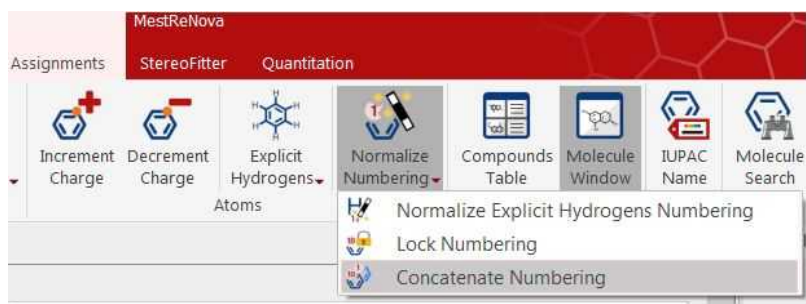 MestReNova
Assignments StereoFitter Quantitation
Increment Decrement Explicit Normalize Compounds Molecule IUPAC Molecule
Charge Charge Hydrogens Numbering Table Window Name Search
Atoms
Normalize Explicit Hydrogens Numbering
Lock Numbering
Concatenate Numbering